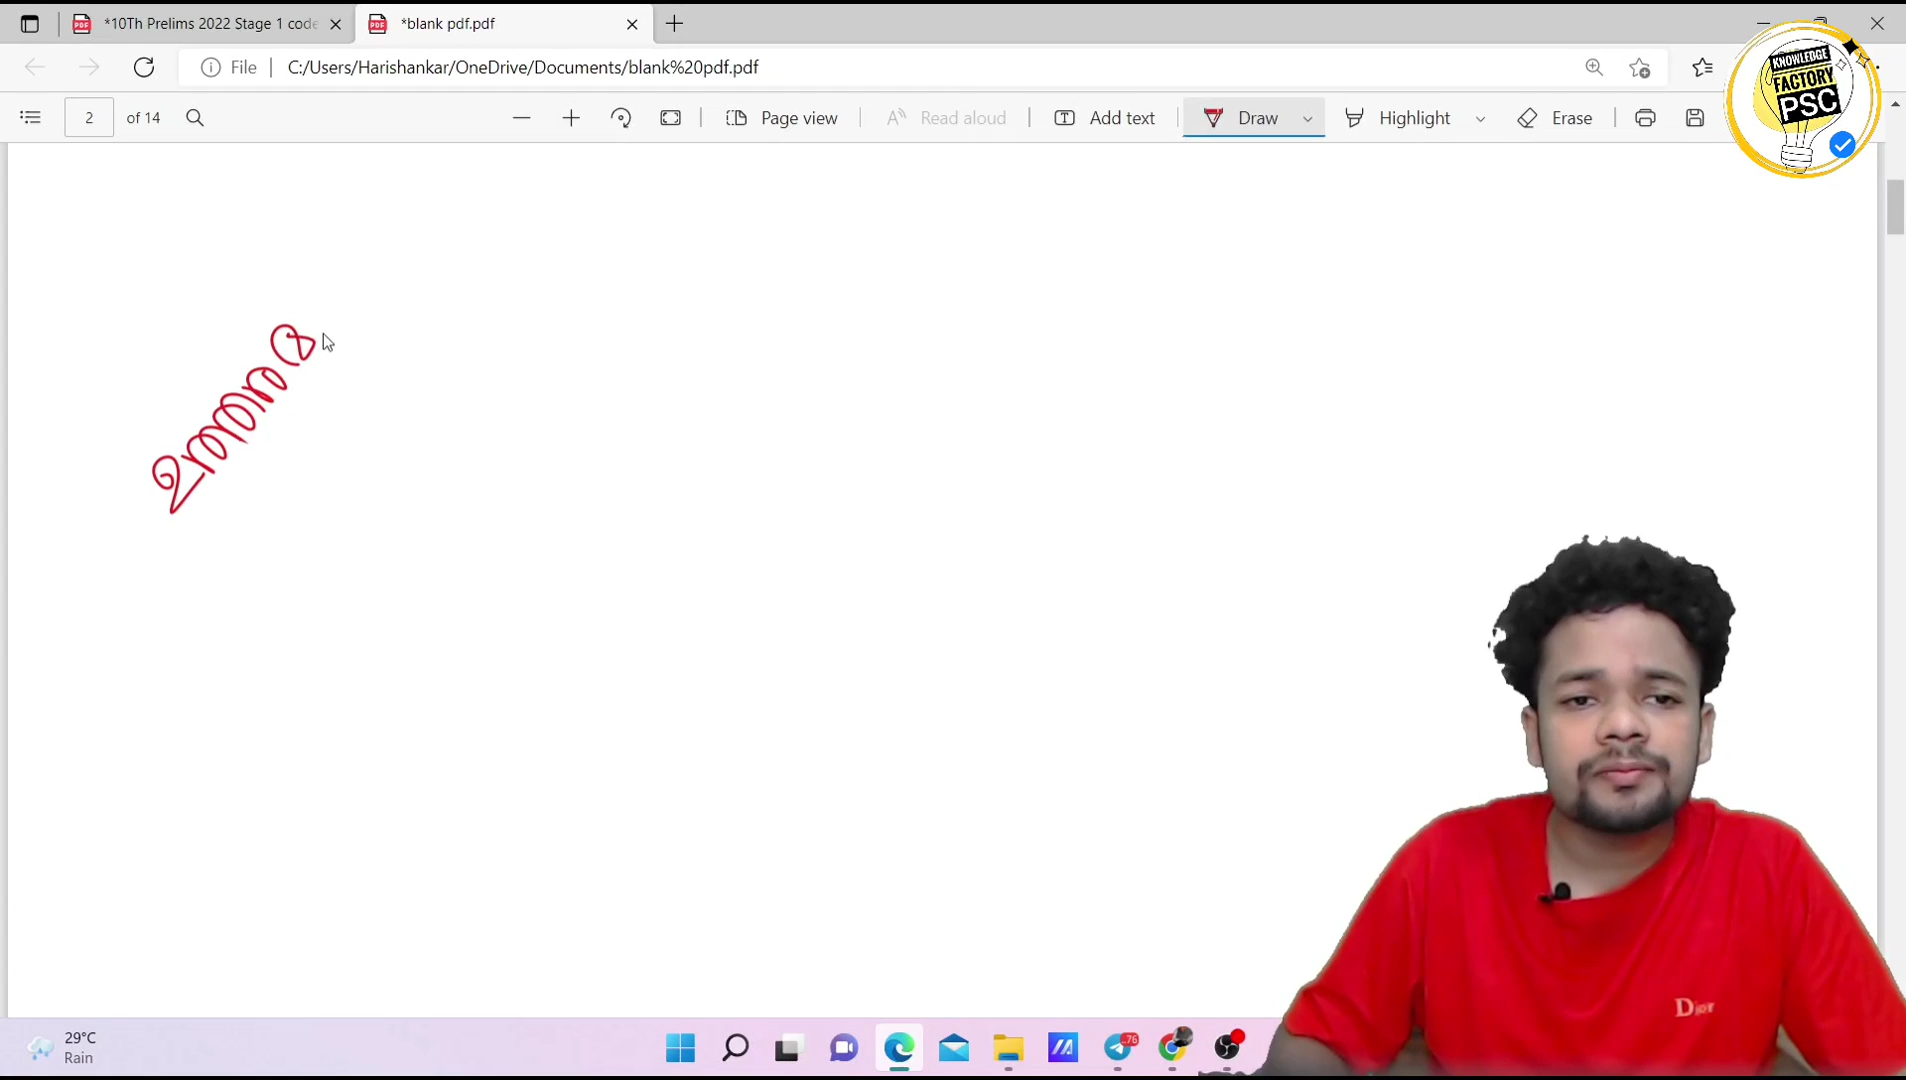 *10Th Prelims 2022 Stage 1 code
*blank pdf.pdf
File
C:/Users/Harishankar/OneDrive/Documents/blank%20pdf.pdf
2 of 14
Page view
Read aloud
Add text
Draw
Highlight
Erase
KNOWLEDGE
FACTORY
PSC
Dior
29°C
Rain
..76